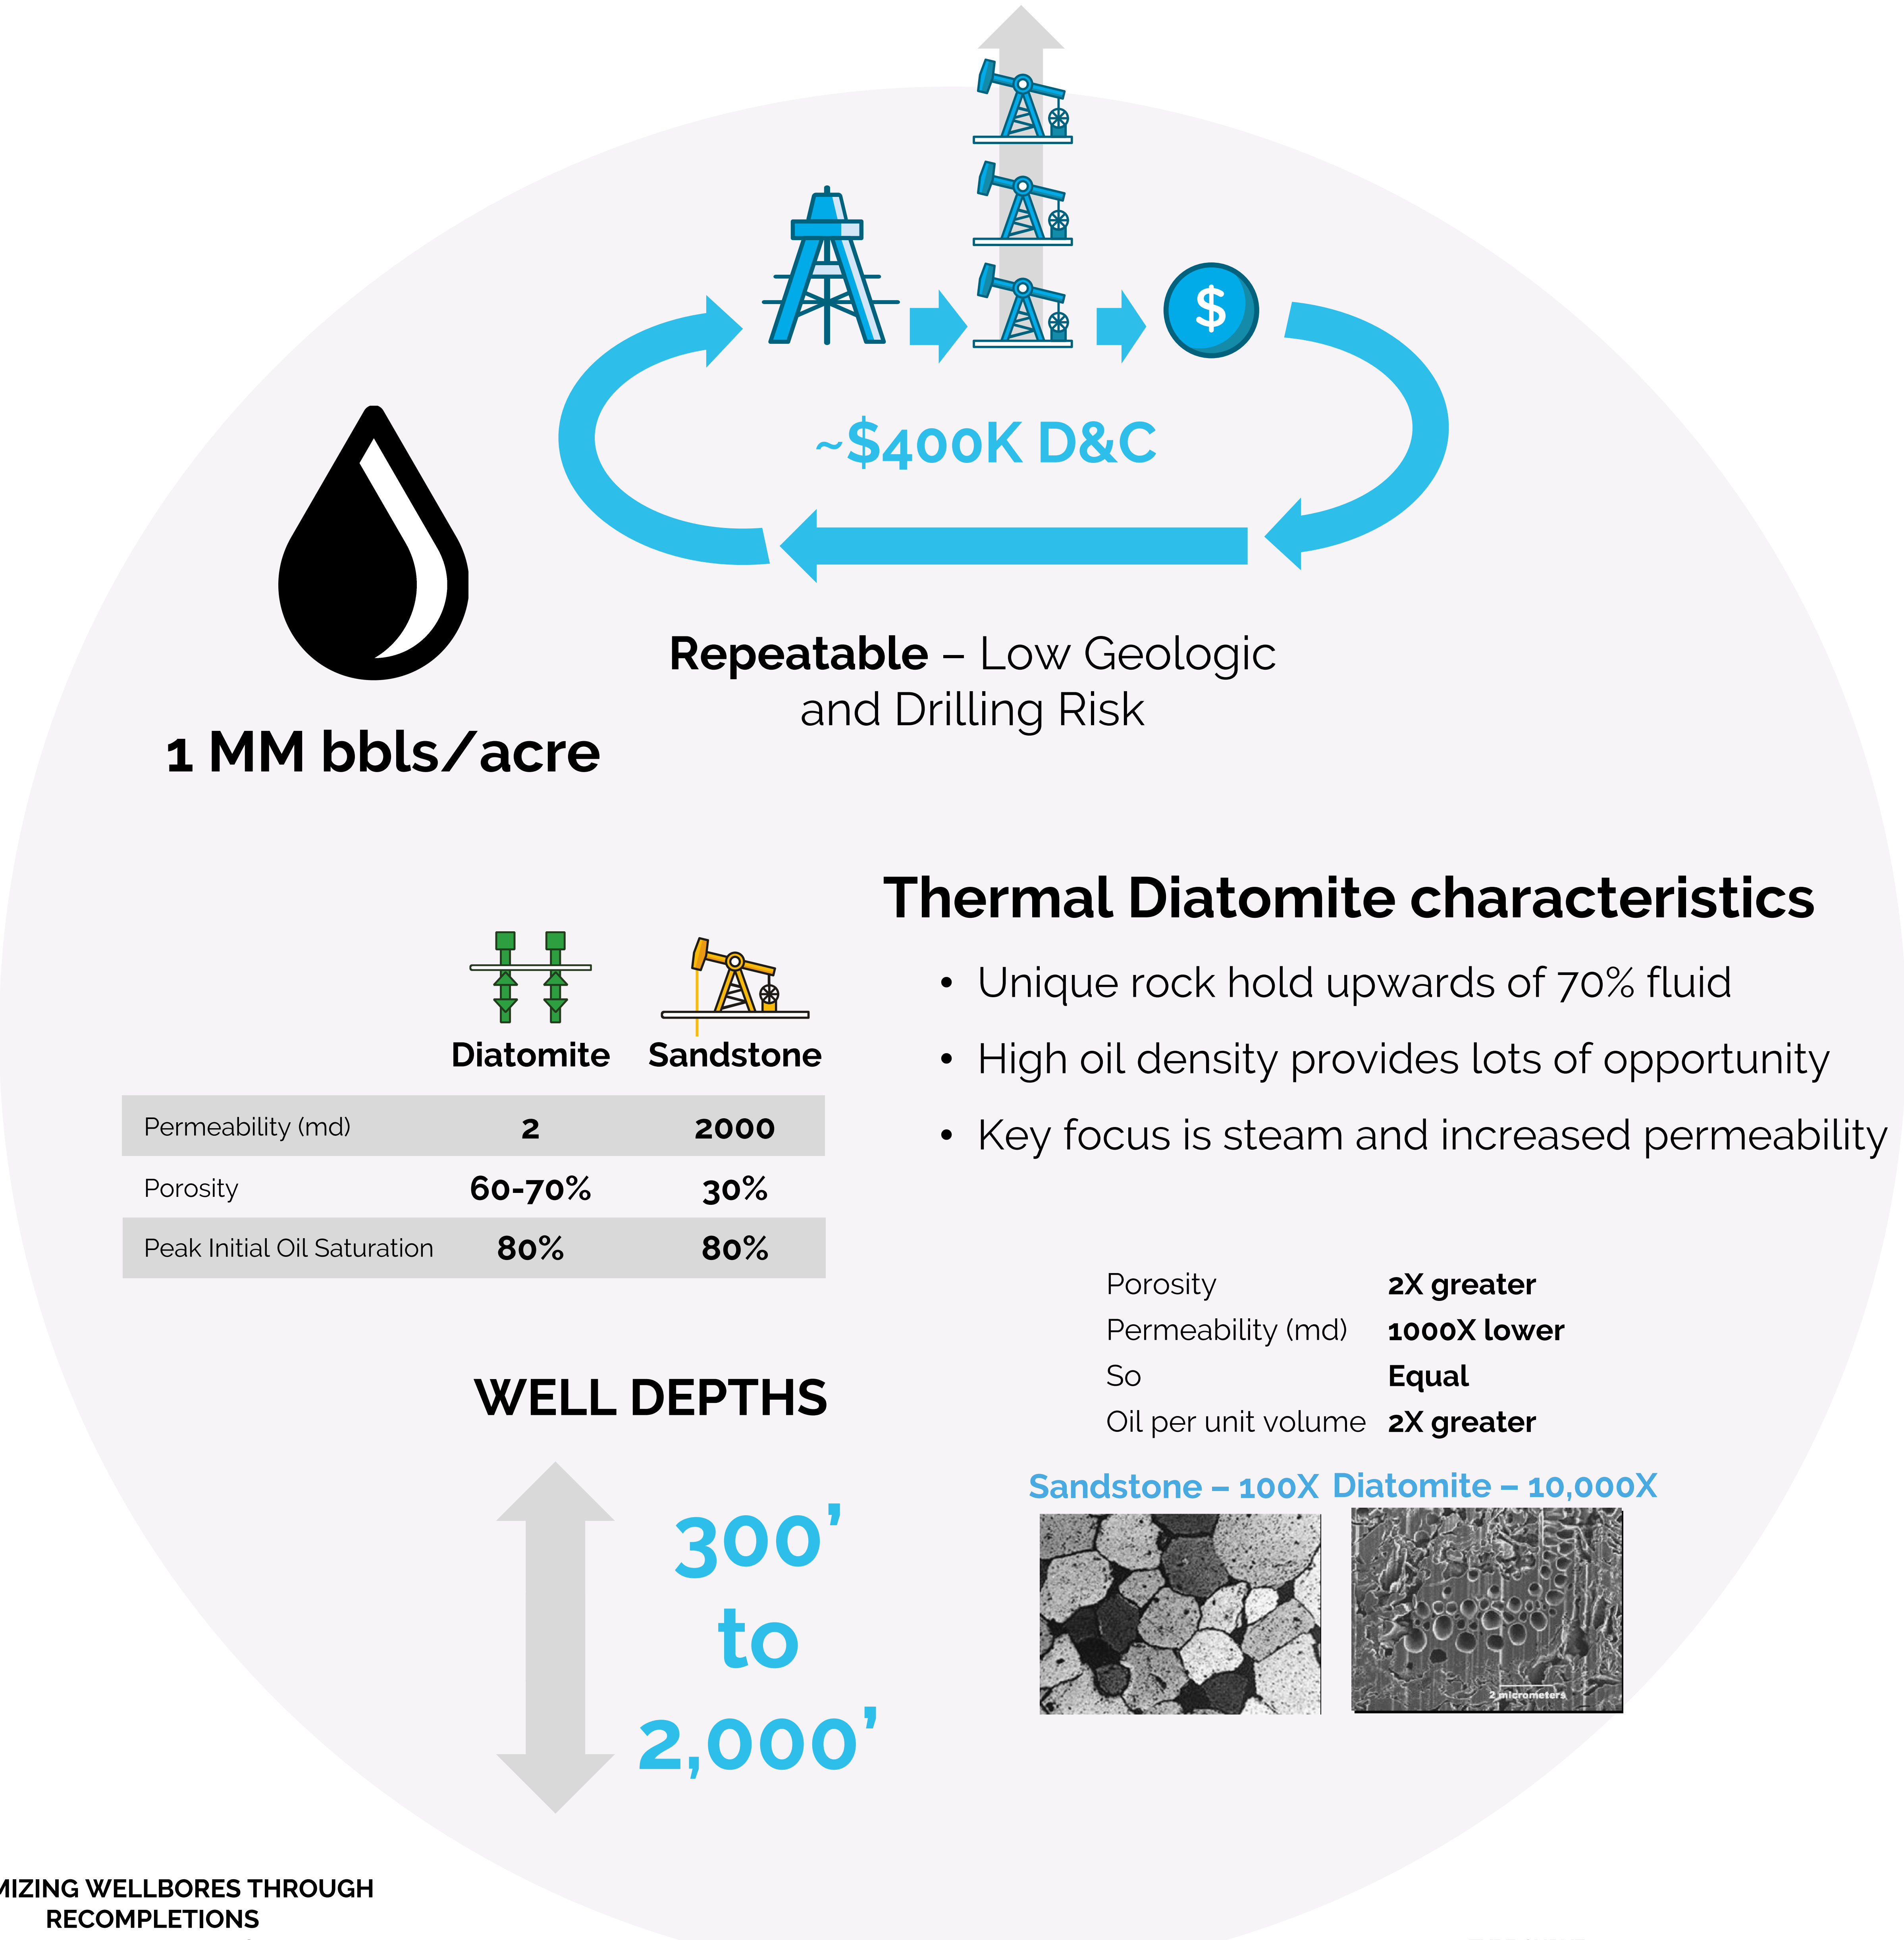 $
~$400K D&C
Repeatable – Low Geologic
and Drilling Risk
1 MM bbls/acre
Thermal Diatomite characteristics
• Unique rock hold upwards of 70% fluid
• High oil density provides lots of opportunity
• Key focus is steam and increased permeability
Diatomite Sandstone
Permeability (md) 2 2000
Porosity 60-70% 30%
Peak Initial Oil Saturation 80% 80%
Porosity 2X greater
Permeability (md) 1000X lower
So Equal
Oil per unit volume 2X greater
WELL DEPTHS
300’
to
2,000’
Sandstone – 100X Diatomite – 10,000X
2 micrometers
MIZING WELLBORES THROUGH
RECOMPLETIONS